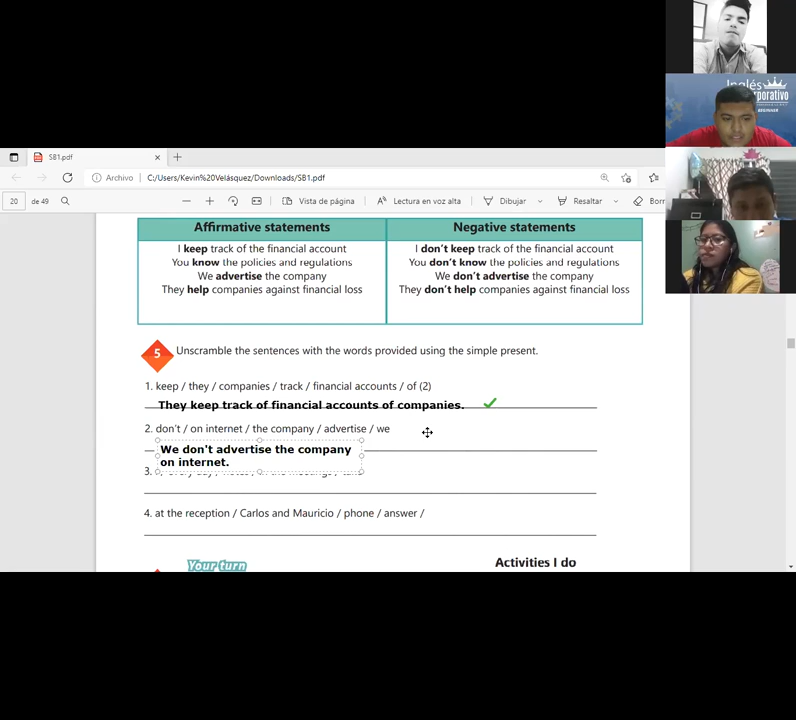 Inglés
Corporativo
BEGINNER
SB1.pdf
Archivo C:/Users/Kevin%20Velásquez/Downloads/SB1.pdf
20 de 49 Vista de página Lectura en voz alta Dibujar Resaltar Borr
Affirmative statements Negative statements
I keep track of the financial account I don't keep track of the financial account
You know the policies and regulations You don't know the policies and regulations
We advertise the company We don't advertise the company
They help companies against financial loss They don't help companies against financial loss
5 Unscramble the sentences with the words provided using the simple present.
1. keep / they / companies / track / financial accounts / of (2)
They keep track of financial accounts of companies.
2. don't / on internet / the company / advertise / we
We don't advertise the company
on internet.
3.
4. at the reception / Carlos and Mauricio / phone / answer /
Your turn Activities I do